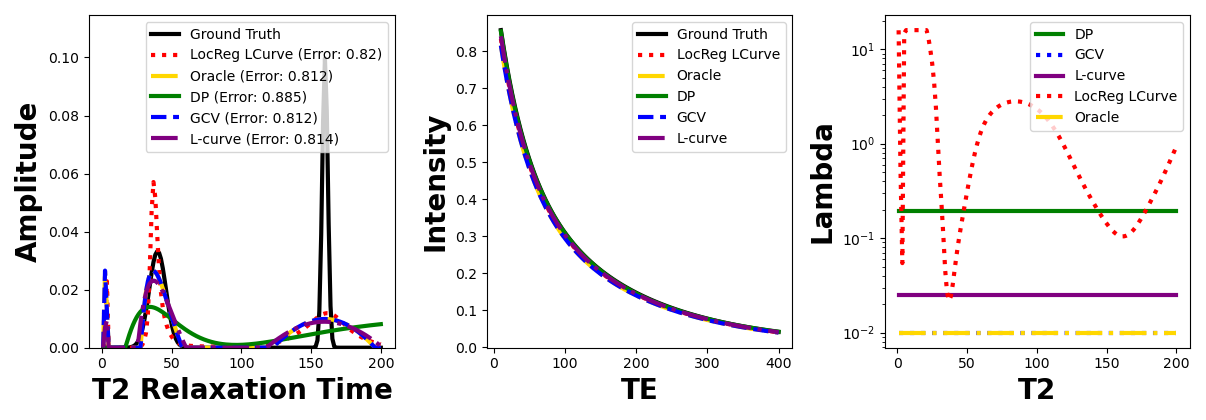 Amplitude
0.10
0.08
0.06
0.04
0.02
0.00
Ground Truth
LocReg LCurve (Error: 0.82)
Oracle (Error: 0.812)
DP (Error: 0.885)
GCV (Error: 0.812)
L-curve (Error: 0.814)
0 50 100 150 200
T2 Relaxation Time
Intensity
0.8
0.7
0.6
0.5
0.4
0.3
0.2
0.1
0.0
Ground Truth
LocReg LCurve
Oracle
DP
GCV
L-curve
0 100 200 300 400
TE
Lambda
10¹
10⁰
10⁻¹
10⁻²
DP
GCV
L-curve
LocReg LCurve
Oracle
0 50 100 150 200
T2